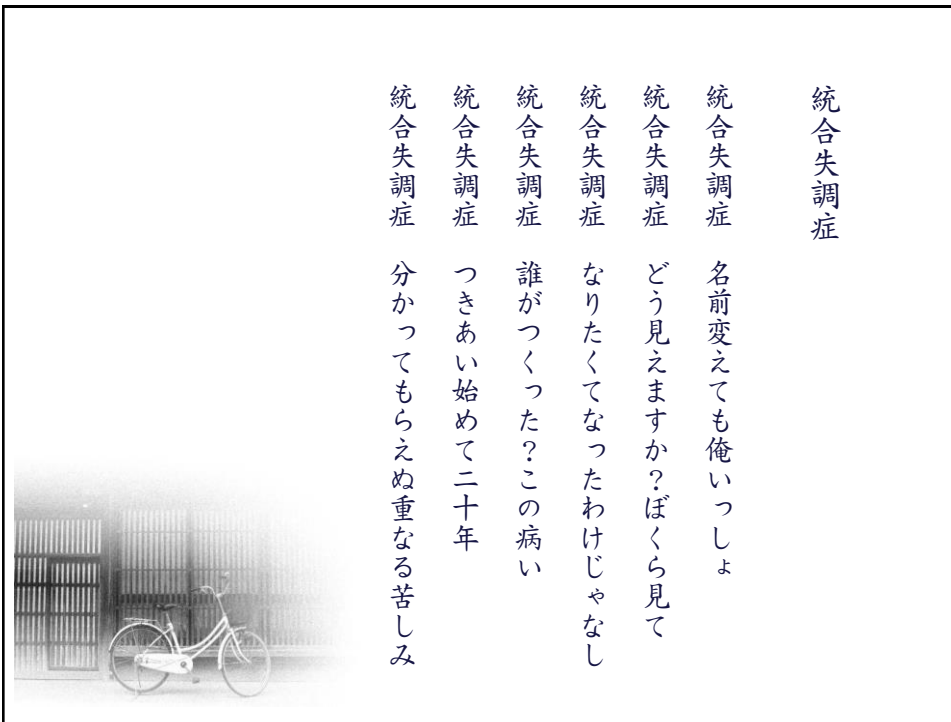 統合失調症
統合失調症　名前変えても俺いっしょ
統合失調症　どう見えますか？ぼくら見て
統合失調症　なりたくてなったわけじゃなし
統合失調症　誰がつくった？この病い
統合失調症　つきあい始めて二十年
統合失調症　分かってもらえぬ重なる苦しみ